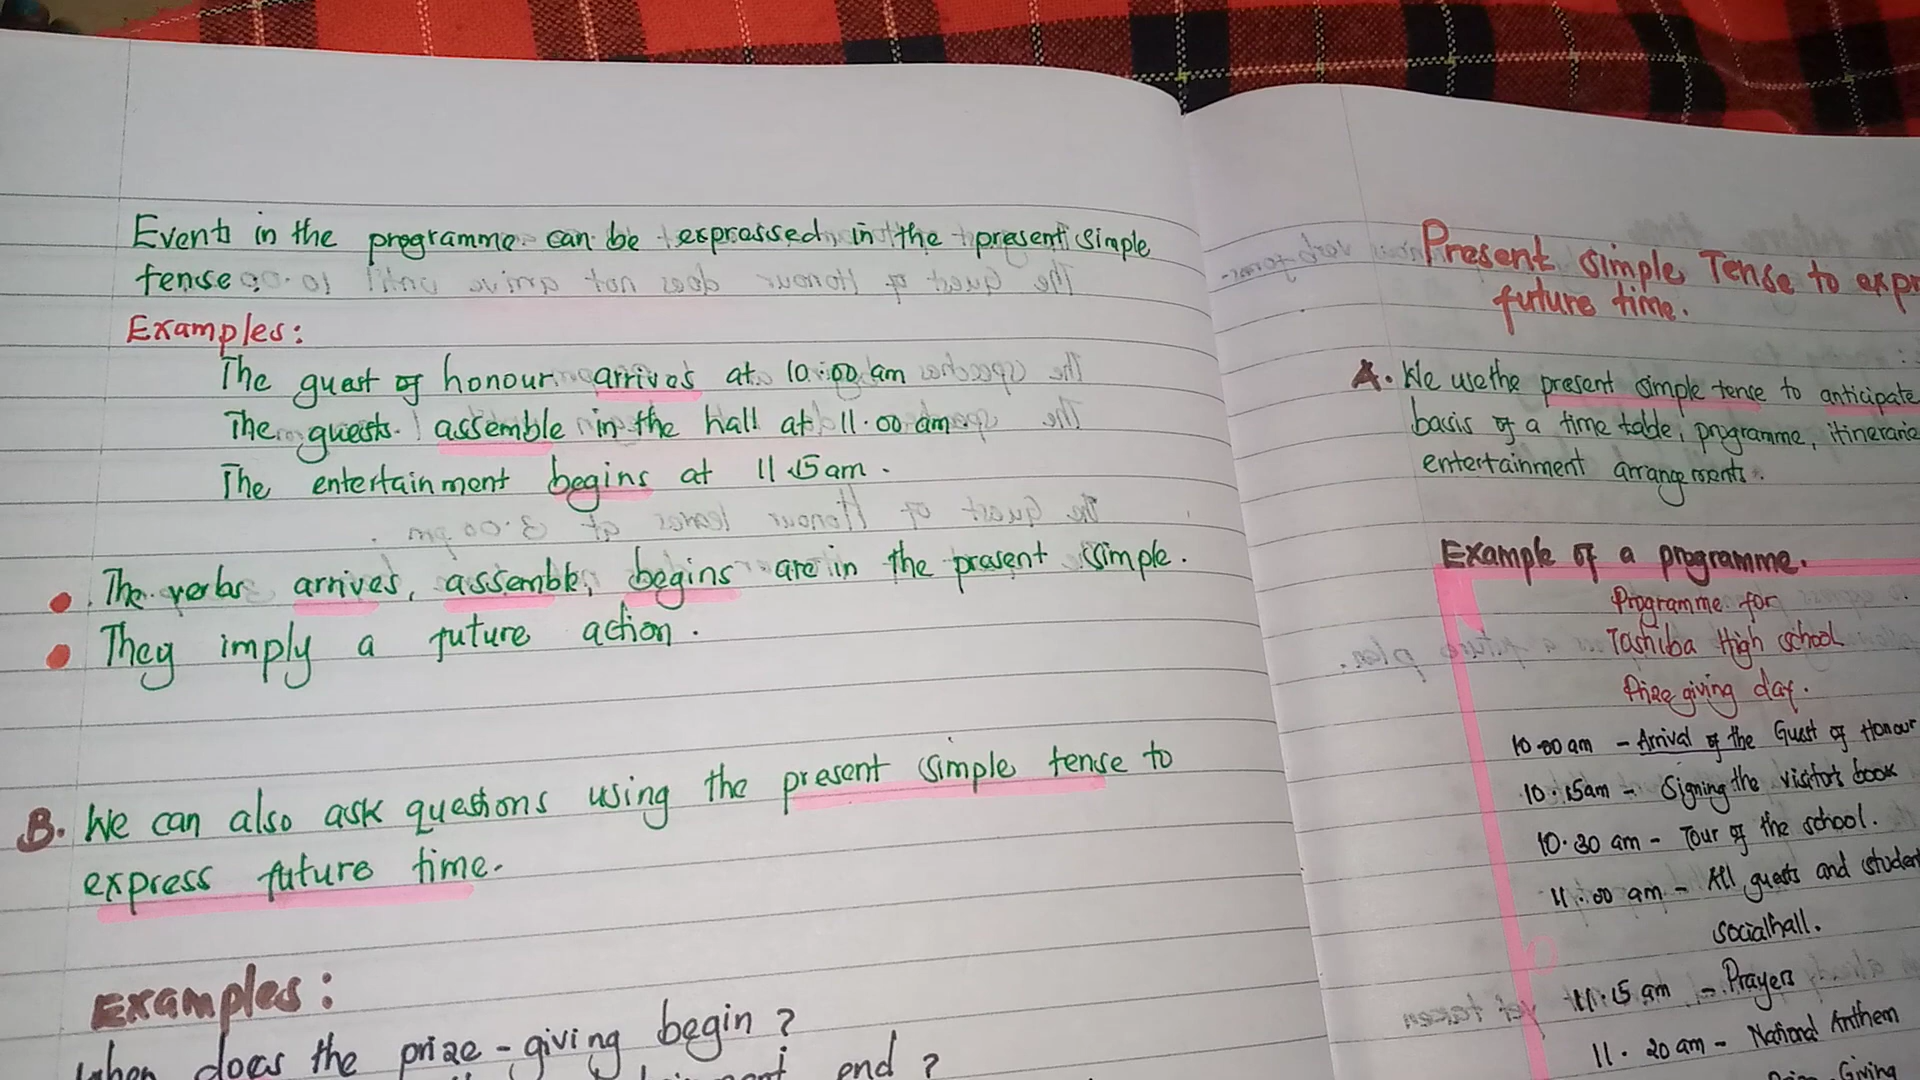 Events in the programme can be expressed in the present simple
tense.
Examples:
The guest of honour arrives at 10:00 am
The guests assemble in the hall at 11.00 am.
The entertainment begins at 11.15 am.
• The verbs arrives, assemble, begins are in the present simple.
• They imply a future action.
B. We can also ask questions using the present simple tense to
express future time.
Examples:
When does the prize-giving begin?
end?
Present simple Tense to expr
future time.
A. We use the present simple tense to anticipate
basis of a time table, programme, itinerarie
entertainment arrangements.
Example of a programme.
Programme for
Tashiba High school
Prize giving day.
10.00 am - Arrival of the Guest of Honour
10.15am - Signing the visitors book
10.30 am - Tour of the school.
11.00 am - All guests and student
socialhall.
11.15 am - Prayers
11.20 am - National Anthem
Giving